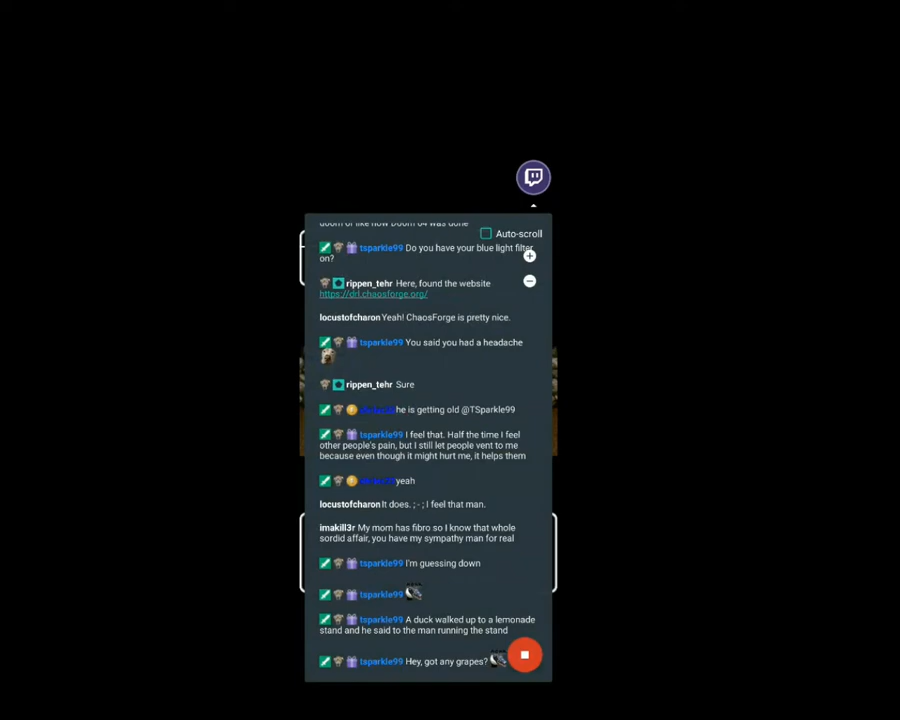 Auto-scroll
tsparkle99 Do you have your blue light filter
on?
rippen_tehr Here, found the website
https://drl.chaosforge.org/
locustofcharon Yeah! ChaosForge is pretty nice.
tsparkle99 You said you had a headache
rippen_tehr Sure
he is getting old @TSparkle99
tsparkle99 I feel that. Half the time I feel
other people's pain, but I still let people vent to me
because even though it might hurt me, it helps them
yeah
locustofcharon It does. ; - ; I feel that man.
imakill3r My mom has fibro so I know that whole
sordid affair, you have my sympathy man for real
tsparkle99 I'm guessing down
tsparkle99
tsparkle99 A duck walked up to a lemonade
stand and he said to the man running the stand
tsparkle99 Hey, got any grapes?